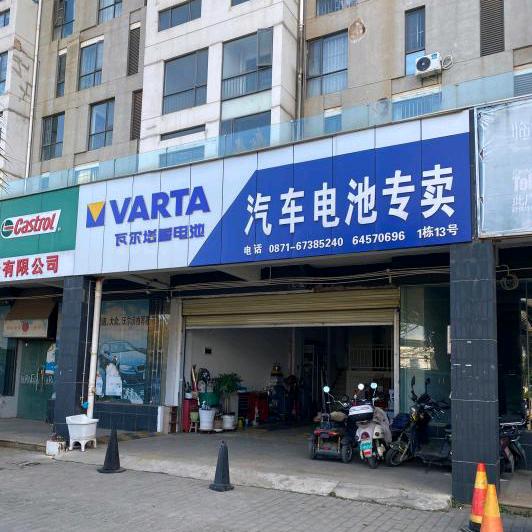 Castrol
有限公司
VARTA
瓦尔塔蓄电池
汽车电池专卖
电话 0871-67385240 64570696 1栋13号